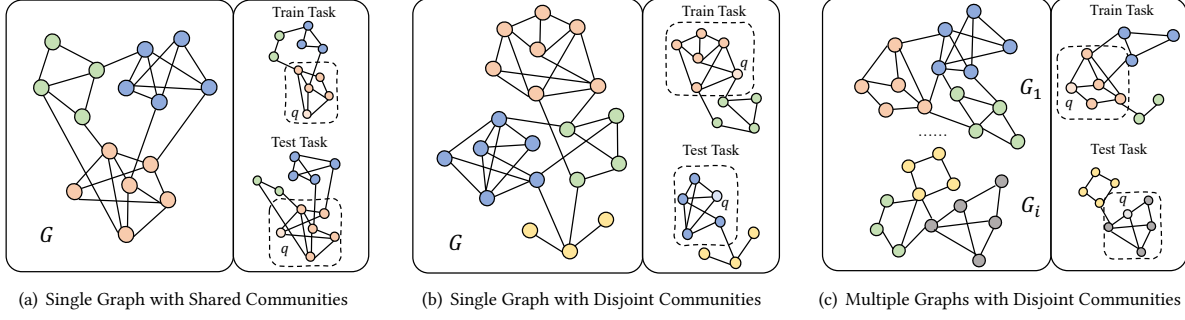 Train Task
q
Test Task
q
G
(a) Single Graph with Shared Communities
Train Task
q
Test Task
q
G
(b) Single Graph with Disjoint Communities
Train Task
q
G1
......
Test Task
q
Gi
(c) Multiple Graphs with Disjoint Communities